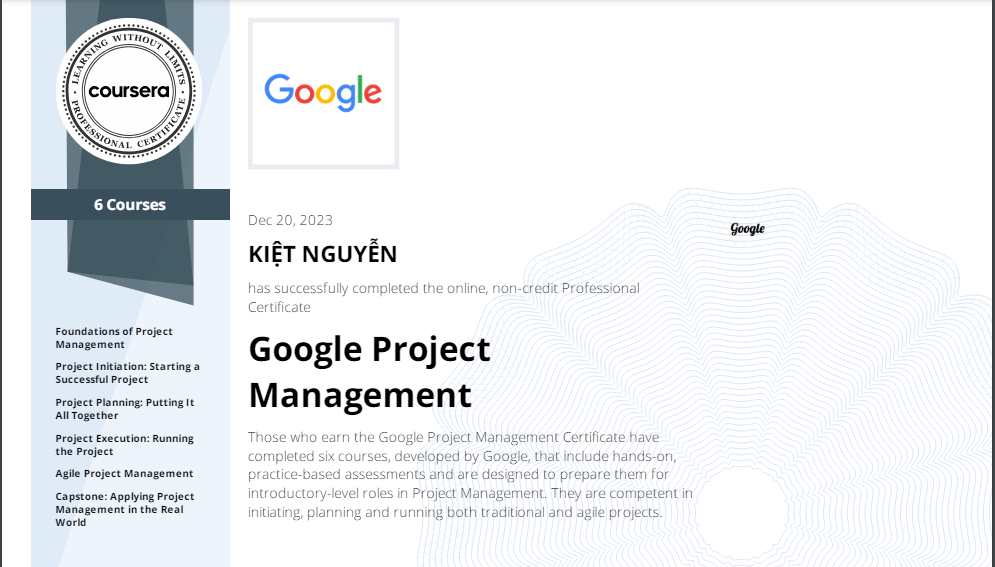 LEARNING WITHOUT LIMITS
coursera
PROFESSIONAL CERTIFICATE
6 Courses
Foundations of Project
Management
Project Initiation: Starting a
Successful Project
Project Planning: Putting It
All Together
Project Execution: Running
the Project
Agile Project Management
Capstone: Applying Project
Management in the Real
World
Google
Dec 20, 2023
KIỆT NGUYỄN
has successfully completed the online, non-credit Professional
Certificate
Google Project
Management
Those who earn the Google Project Management Certificate have
completed six courses, developed by Google, that include hands-on,
practice-based assessments and are designed to prepare them for
introductory-level roles in Project Management. They are competent in
initiating, planning and running both traditional and agile projects.
Google